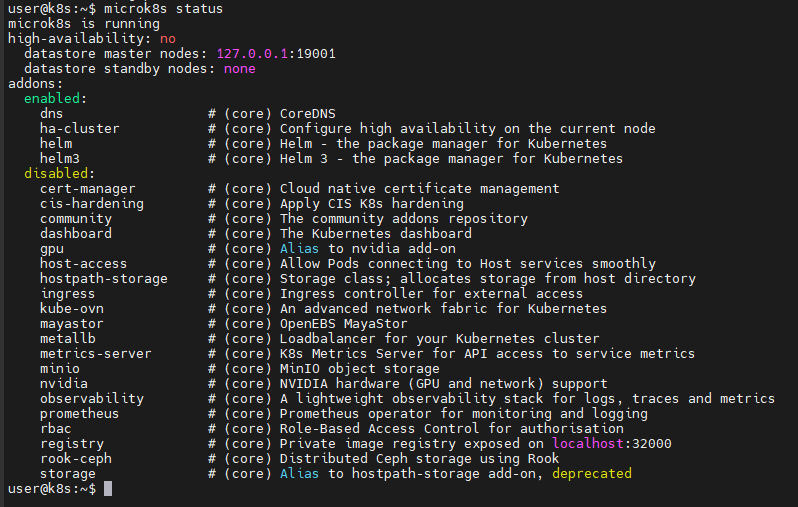 user@k8s:~$ microk8s status
microk8s is running
high-availability: no
  datastore master nodes: 127.0.0.1:19001
  datastore standby nodes: none
addons:
  enabled:
    dns                  # (core) CoreDNS
    ha-cluster           # (core) Configure high availability on the current node
    helm                 # (core) Helm - the package manager for Kubernetes
    helm3                # (core) Helm 3 - the package manager for Kubernetes
  disabled:
    cert-manager         # (core) Cloud native certificate management
    cis-hardening        # (core) Apply CIS K8s hardening
    community            # (core) The community addons repository
    dashboard            # (core) The Kubernetes dashboard
    gpu                  # (core) Alias to nvidia add-on
    host-access          # (core) Allow Pods connecting to Host services smoothly
    hostpath-storage     # (core) Storage class; allocates storage from host directory
    ingress              # (core) Ingress controller for external access
    kube-ovn             # (core) An advanced network fabric for Kubernetes
    mayastor             # (core) OpenEBS MayaStor
    metallb              # (core) Loadbalancer for your Kubernetes cluster
    metrics-server       # (core) K8s Metrics Server for API access to service metrics
    minio                # (core) MinIO object storage
    nvidia               # (core) NVIDIA hardware (GPU and network) support
    observability        # (core) A lightweight observability stack for logs, traces and metrics
    prometheus           # (core) Prometheus operator for monitoring and logging
    rbac                 # (core) Role-Based Access Control for authorisation
    registry             # (core) Private image registry exposed on localhost:32000
    rook-ceph            # (core) Distributed Ceph storage using Rook
    storage              # (core) Alias to hostpath-storage add-on, deprecated
user@k8s:~$